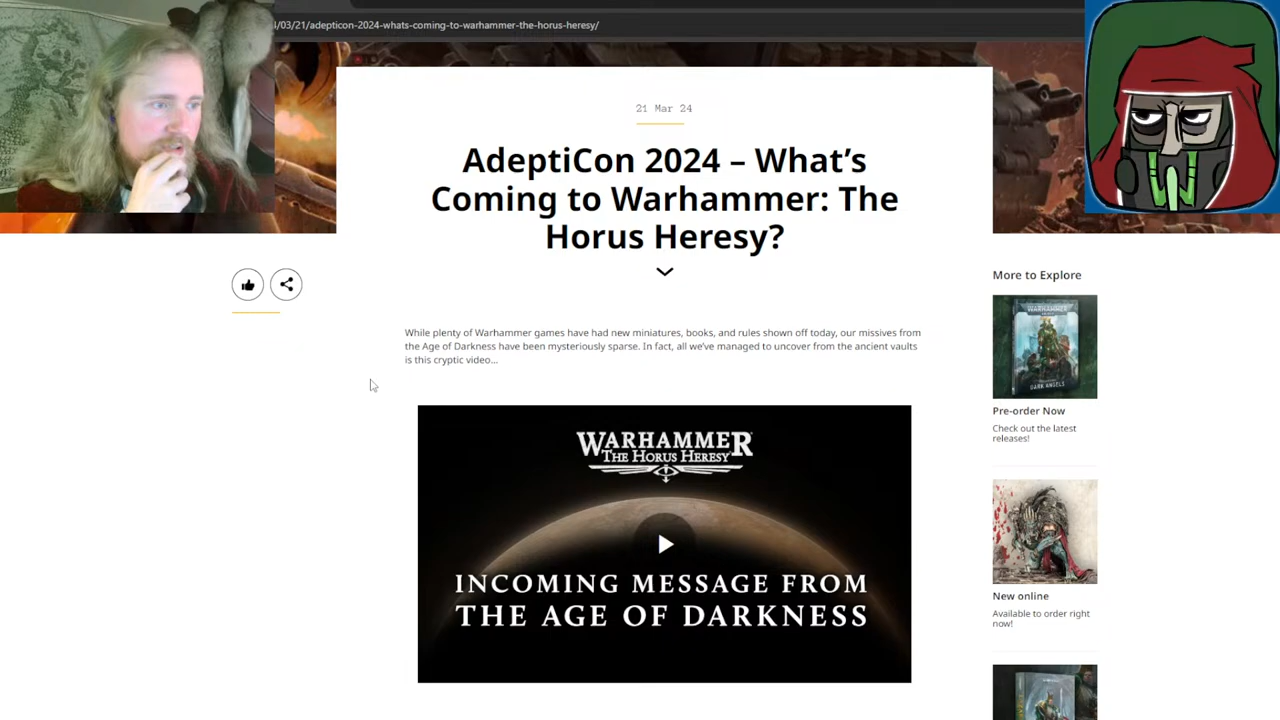 /03/21/adepticon-2024-whats-coming-to-warhammer-the-horus-heresy/
21 Mar 24
AdeptiCon 2024 – What's
Coming to Warhammer: The
Horus Heresy?
While plenty of Warhammer games have had new miniatures, books, and rules shown off today, our missives from
the Age of Darkness have been mysteriously sparse. In fact, all we've managed to uncover from the ancient vaults
is this cryptic video...
WARHAMMER
THE HORUS HERESY
INCOMING MESSAGE FROM
THE AGE OF DARKNESS
More to Explore
WARHAMMER
DARK ANGELS
Pre-order Now
Check out the latest
releases!
New online
Available to order right
now!